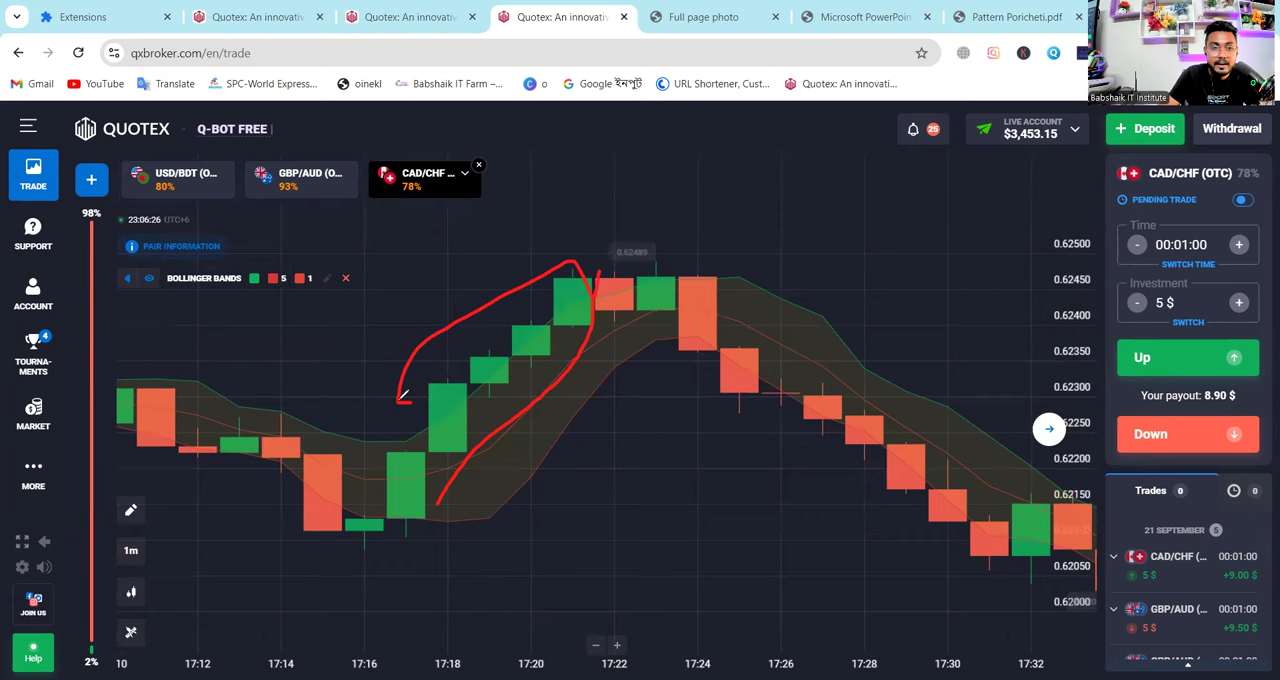 Extensions
Quotex: An innovativ
Quotex: An innovativ
Quotex: An innovativ
Full page photo
Microsoft PowerPoin
Pattern Poricheti.pdf
qxbroker.com/en/trade
Gmail
YouTube
Translate
SPC-World Express...
oinekl
Babshaik IT Farm –...
o
Google ইনপুট
URL Shortener, Cust...
Quotex: An innovati...
Babshaik IT Institute
QUOTEX
Q-BOT FREE
25
LIVE ACCOUNT
$3,453.15
Deposit
Withdrawal
TRADE
USD/BDT (O...
80%
GBP/AUD (O...
93%
CAD/CHF ...
78%
CAD/CHF (OTC) 78%
98%
23:06:26 UTC+6
PENDING TRADE
SUPPORT
PAIR INFORMATION
0.62489
BOLLINGER BANDS
5
1
Time
00:01:00
SWITCH TIME
ACCOUNT
Investment
5 $
SWITCH
4
TOURNA-
MENTS
Up
Your payout: 8.90 $
MARKET
Down
MORE
0.62500
0.62450
0.62400
0.62350
0.62300
0.62200
0.62150
0.62050
0.62000
Trades 0
0
21 SEPTEMBER 5
1m
CAD/CHF (... 00:01:00
5 $ +9.00 $
JOIN US
GBP/AUD (... 00:01:00
5 $ +9.50 $
Help
2%
10
17:12
17:14
17:16
17:18
17:20
17:22
17:24
17:26
17:28
17:30
17:32